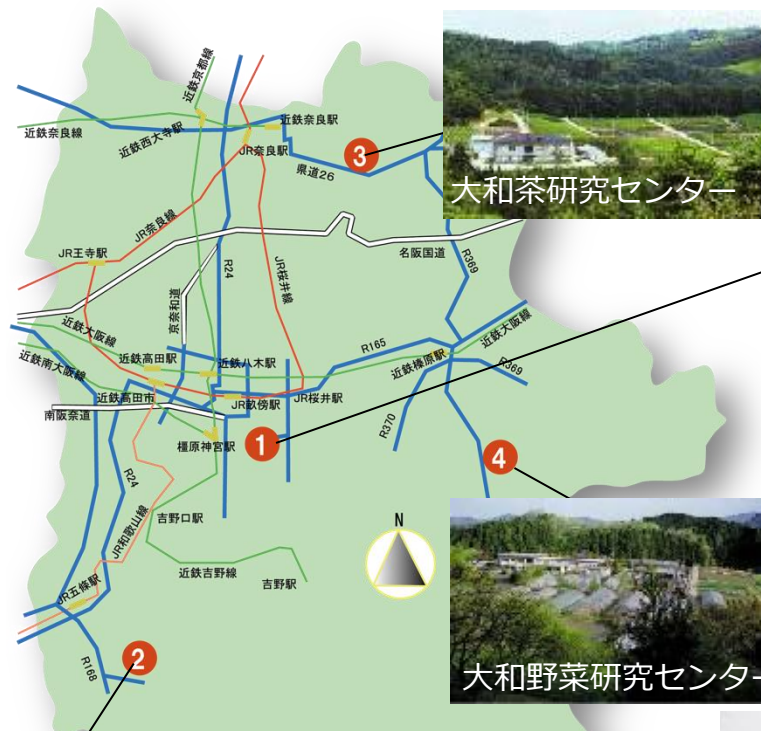 近鉄京都線
近鉄奈良線
近鉄西大寺駅
近鉄奈良駅
JR奈良駅
3
県道26
大和茶研究センター
JR奈良線
JR王寺駅
R24
JR桜井線
名阪国道
R369
京奈和道
近鉄大阪線
近鉄南大阪線
近鉄高田駅
近鉄八木駅
R165
近鉄榛原駅
近鉄大阪線
R369
近鉄高田市
JR畝傍駅
JR桜井駅
南阪奈道
橿原神宮駅
1
R370
4
R24
JR和歌山線
吉野口駅
N
近鉄吉野線
吉野駅
JR五條駅
R168
2
大和野菜研究センター